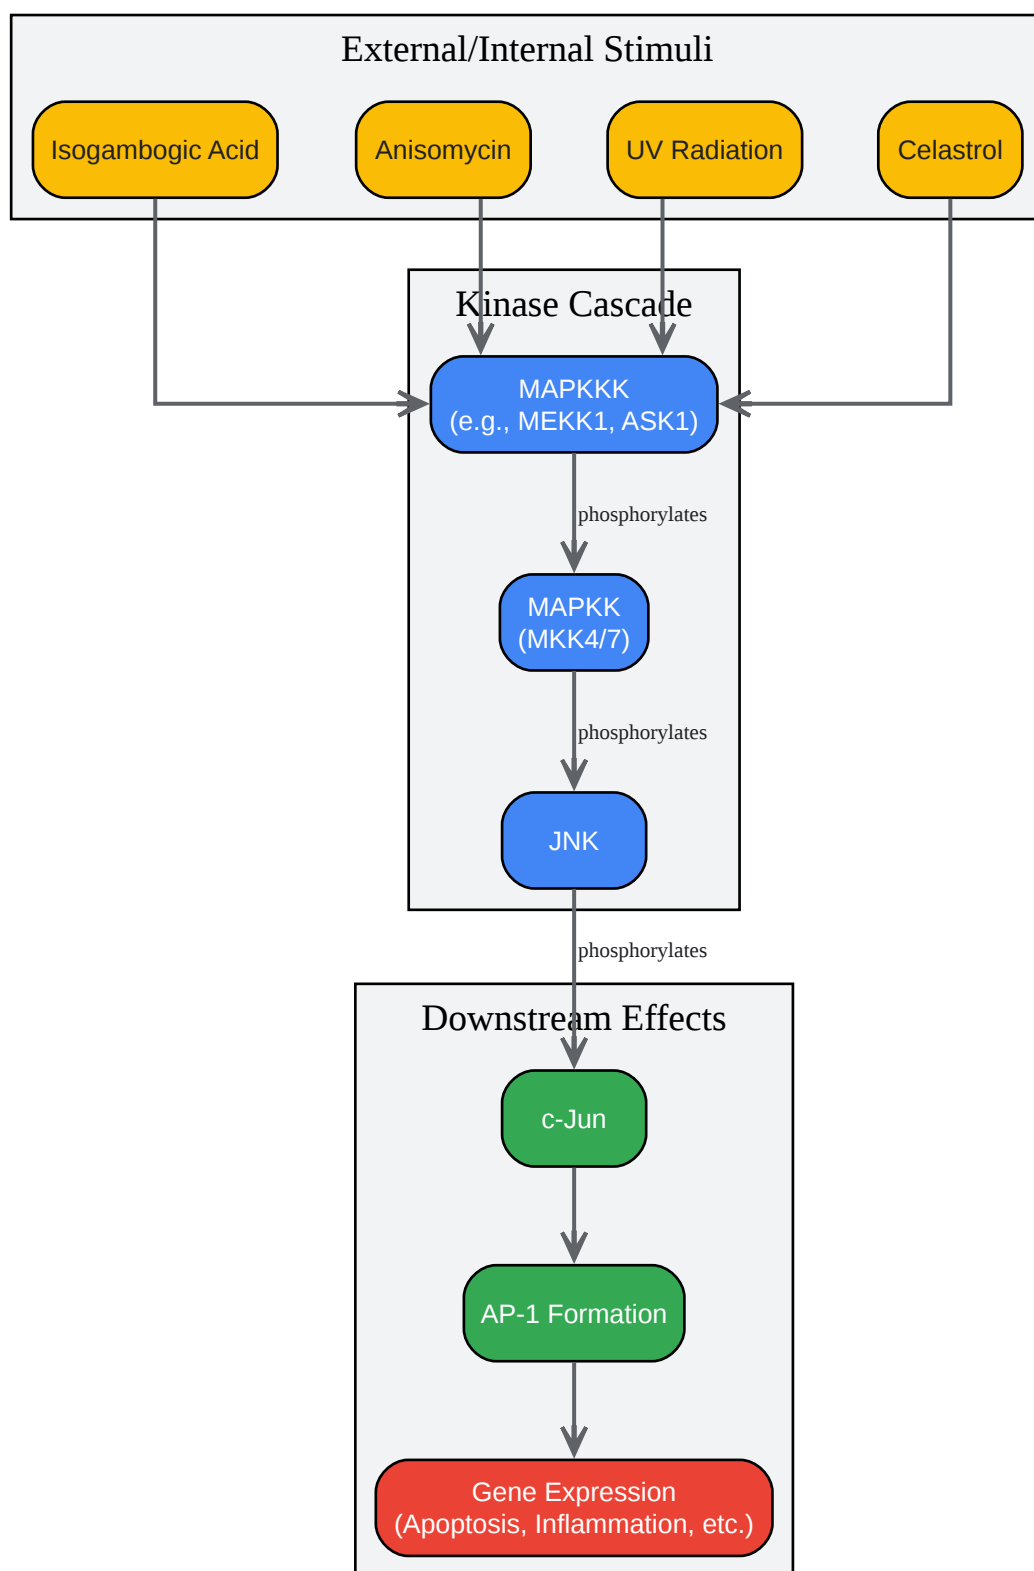 External/Internal Stimuli
Isogambogic Acid
Anisomycin
UV Radiation
Celastrol
Kinase Cascade
MAPKKK
(e.g., MEKK1, ASK1)
phosphorylates
MAPKK
(MKK4/7)
phosphorylates
JNK
phosphorylates
Downstream Effects
c-Jun
AP-1 Formation
Gene Expression
(Apoptosis, Inflammation, etc.)